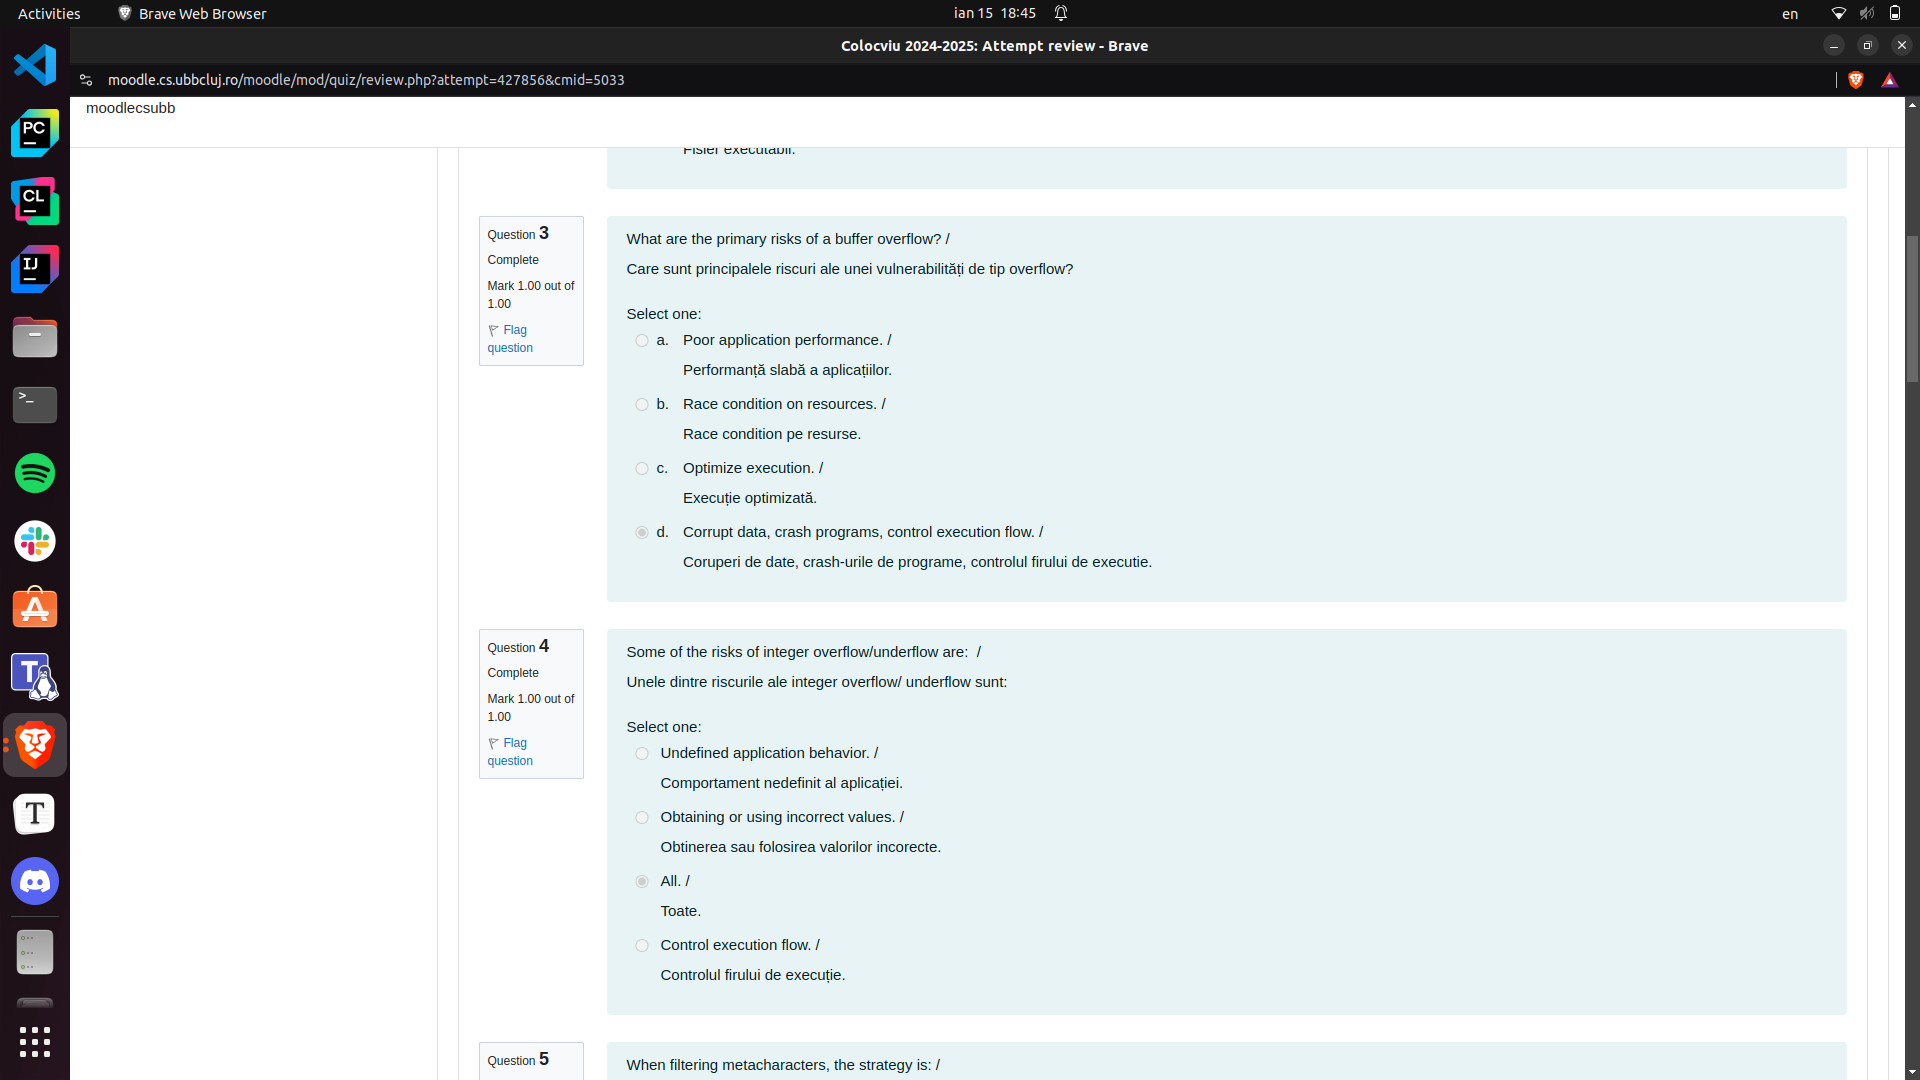 Activities
Brave Web Browser
ian 15 18:45
en
Colocviu 2024-2025: Attempt review - Brave
moodle.cs.ubbcluj.ro/moodle/mod/quiz/review.php?attempt=427856&cmid=5033
moodlecsubb
Fisier executabil.
Question 3
Complete
Mark 1.00 out of
1.00
Flag
question
What are the primary risks of a buffer overflow? /
Care sunt principalele riscuri ale unei vulnerabilități de tip overflow?
Select one:
a. Poor application performance. /
Performanță slabă a aplicațiilor.
b. Race condition on resources. /
Race condition pe resurse.
c. Optimize execution. /
Execuție optimizată.
d. Corrupt data, crash programs, control execution flow. /
Coruperi de date, crash-urile de programe, controlul firului de executie.
Question 4
Complete
Mark 1.00 out of
1.00
Flag
question
Some of the risks of integer overflow/underflow are: /
Unele dintre riscurile ale integer overflow/ underflow sunt:
Select one:
Undefined application behavior. /
Comportament nedefinit al aplicației.
Obtaining or using incorrect values. /
Obtinerea sau folosirea valorilor incorecte.
All. /
Toate.
Control execution flow. /
Controlul firului de execuție.
Question 5
When filtering metacharacters, the strategy is: /
PC
CL
IJ
>_
A
T
T